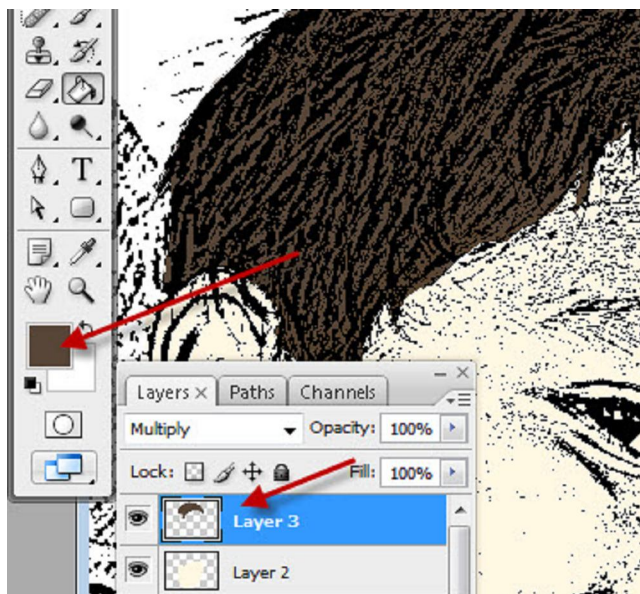 T
Layers × Paths Channels
Multiply Opacity: 100%
Lock: Fill: 100%
Layer 3
Layer 2